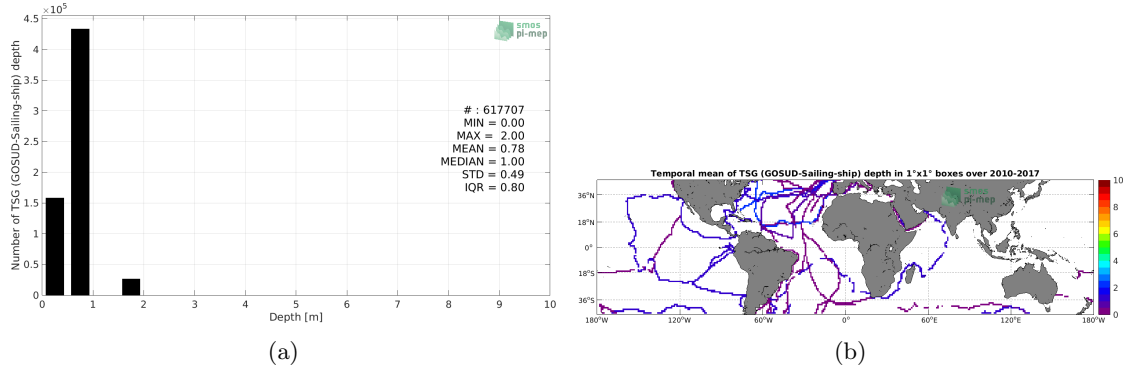 ×10⁵
4.5
4
3.5
3
2.5
2
1.5
1
0.5
0
Number of TSG (GOSUD-Sailing-ship) depth
smos
pi-mep
# : 617707
MIN = 0.00
MAX = 2.00
MEAN = 0.78
MEDIAN = 1.00
STD = 0.49
IQR = 0.80
0 1 2 3 4 5 6 7 8 9 10
Depth [m]
(a)
Temporal mean of TSG (GOSUD-Sailing-ship) depth in 1°x1° boxes over 2010-2017
smos
pi-mep
36°N
18°N
0°
18°S
36°S
180°W 120°W 60°W 0° 60°E 120°E 180°W
10
8
6
4
2
0
(b)